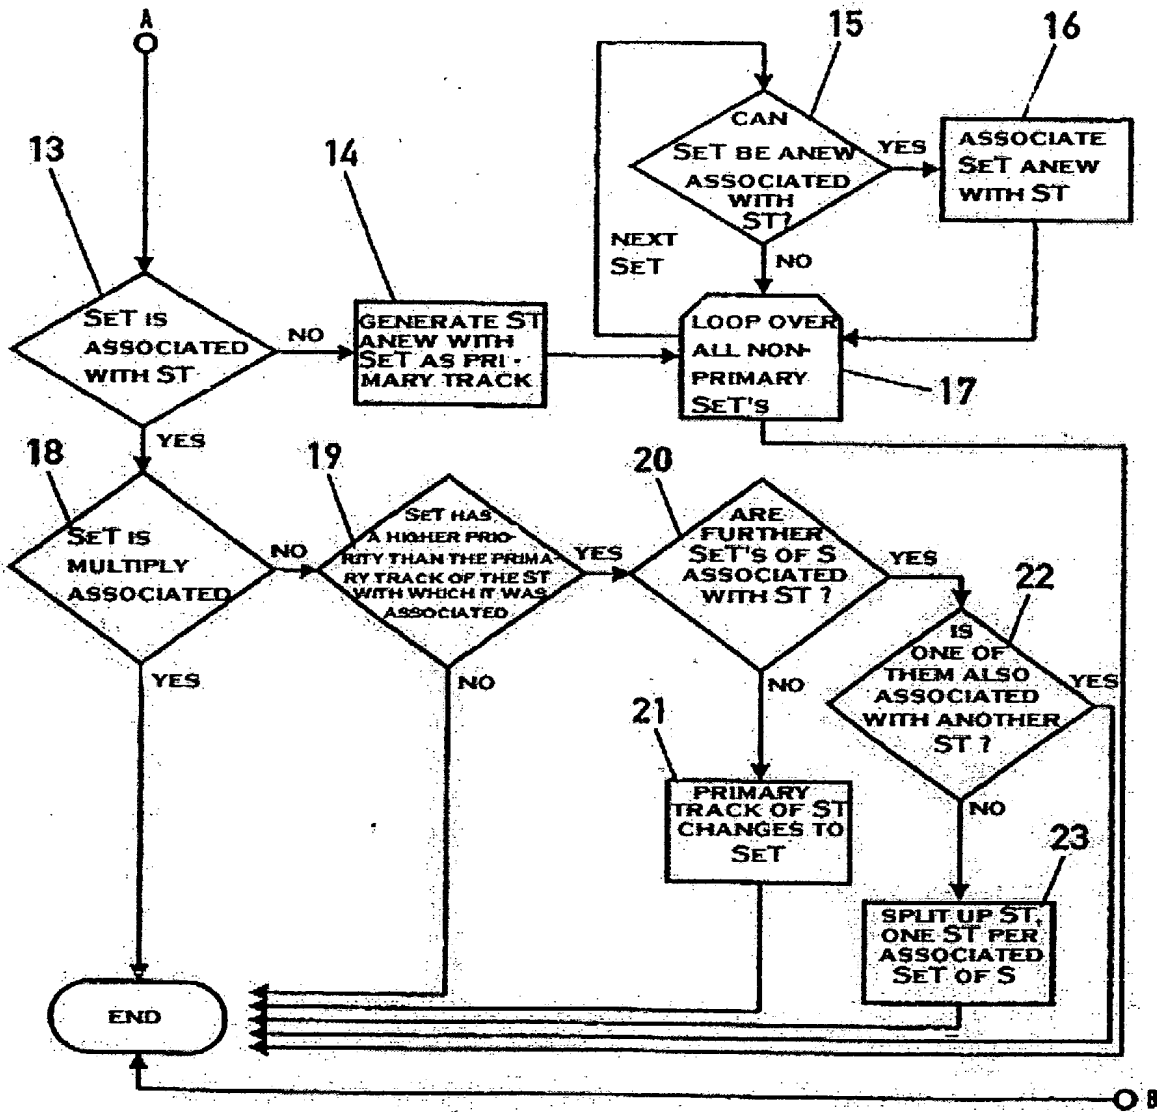 A
13
SET IS
ASSOCIATED
WITH ST
NO
YES
14
GENERATE ST
ANEW WITH
SET AS PRI-
MARY TRACK
15
CAN
SET BE ANEW
ASSOCIATED
WITH
ST?
YES
NO
16
ASSOCIATE
SET ANEW
WITH ST
NEXT
SET
LOOP OVER
ALL NON-
PRIMARY
SET'S
17
18
SET IS
MULTIPLY
ASSOCIATED
NO
YES
19
SET HAS
A HIGHER PRIO-
RITY THAN THE PRIMA-
RY TRACK OF THE ST
WITH WHICH IT WAS
ASSOCIATED
YES
NO
20
ARE
FURTHER
SET'S OF S
ASSOCIATED
WITH ST ?
YES
NO
21
PRIMARY
TRACK OF ST
CHANGES TO
SET
22
IS
ONE OF
THEM ALSO
ASSOCIATED
WITH ANOTHER
ST ?
YES
NO
23
SPLIT UP ST,
ONE ST PER
ASSOCIATED
SET OF S
END
B